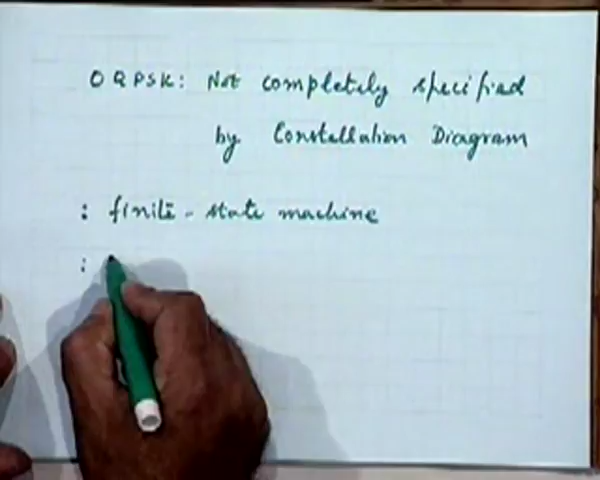 OQPSK: Not completely specified
by Constellation Diagram
: finite - state machine
: